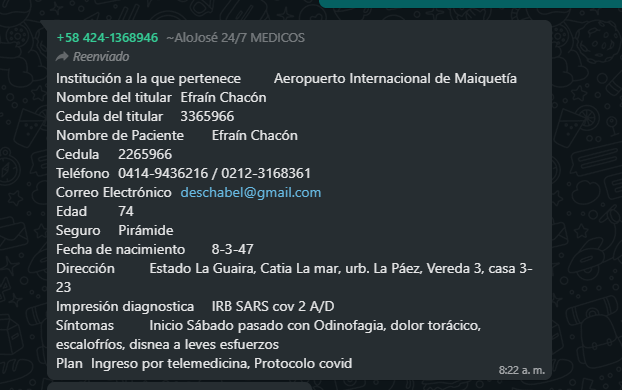 +58 424-1368946 ~AloJosé 24/7 MEDICOS
Reenviado
Institución a la que pertenece Aeropuerto Internacional de Maiquetía
Nombre del titular Efraín Chacón
Cedula del titular 3365966
Nombre de Paciente Efraín Chacón
Cedula 2265966
Teléfono 0414-9436216 / 0212-3168361
Correo Electrónico deschabel@gmail.com
Edad 74
Seguro Pirámide
Fecha de nacimiento 8-3-47
Dirección Estado La Guaira, Catia La mar, urb. La Páez, Vereda 3, casa 3-
23
Impresión diagnostica IRB SARS cov 2 A/D
Síntomas Inicio Sábado pasado con Odinofagia, dolor torácico,
escalofríos, disnea a leves esfuerzos
Plan Ingreso por telemedicina, Protocolo covid
8:22 a. m.